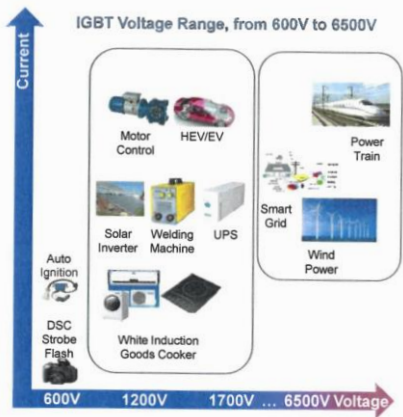 IGBT Voltage Range, from 600V to 6500V
Current
Motor
Control
HEV/EV
Power
Train
Solar
Inverter
Welding
Machine
UPS
Smart
Grid
Wind
Power
Auto
Ignition
DSC
Strobe
Flash
White Induction
Goods Cooker
600V 1200V 1700V ... 6500V Voltage